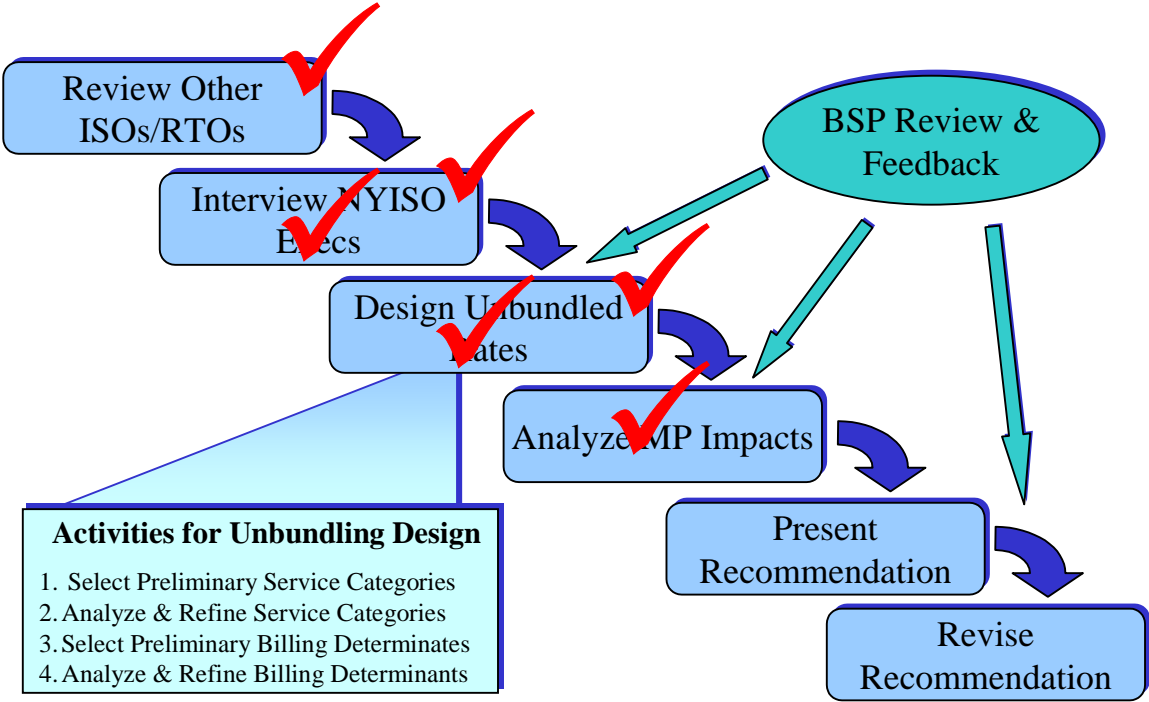 Review Other
ISOs/RTOs
BSP Review &
Feedback
Interview NYISO
Execs
Design Unbundled
Rates
Analyze MP Impacts
Present
Recommendation
Revise
Recommendation
Activities for Unbundling Design
1. Select Preliminary Service Categories
2. Analyze & Refine Service Categories
3. Select Preliminary Billing Determinates
4. Analyze & Refine Billing Determinants